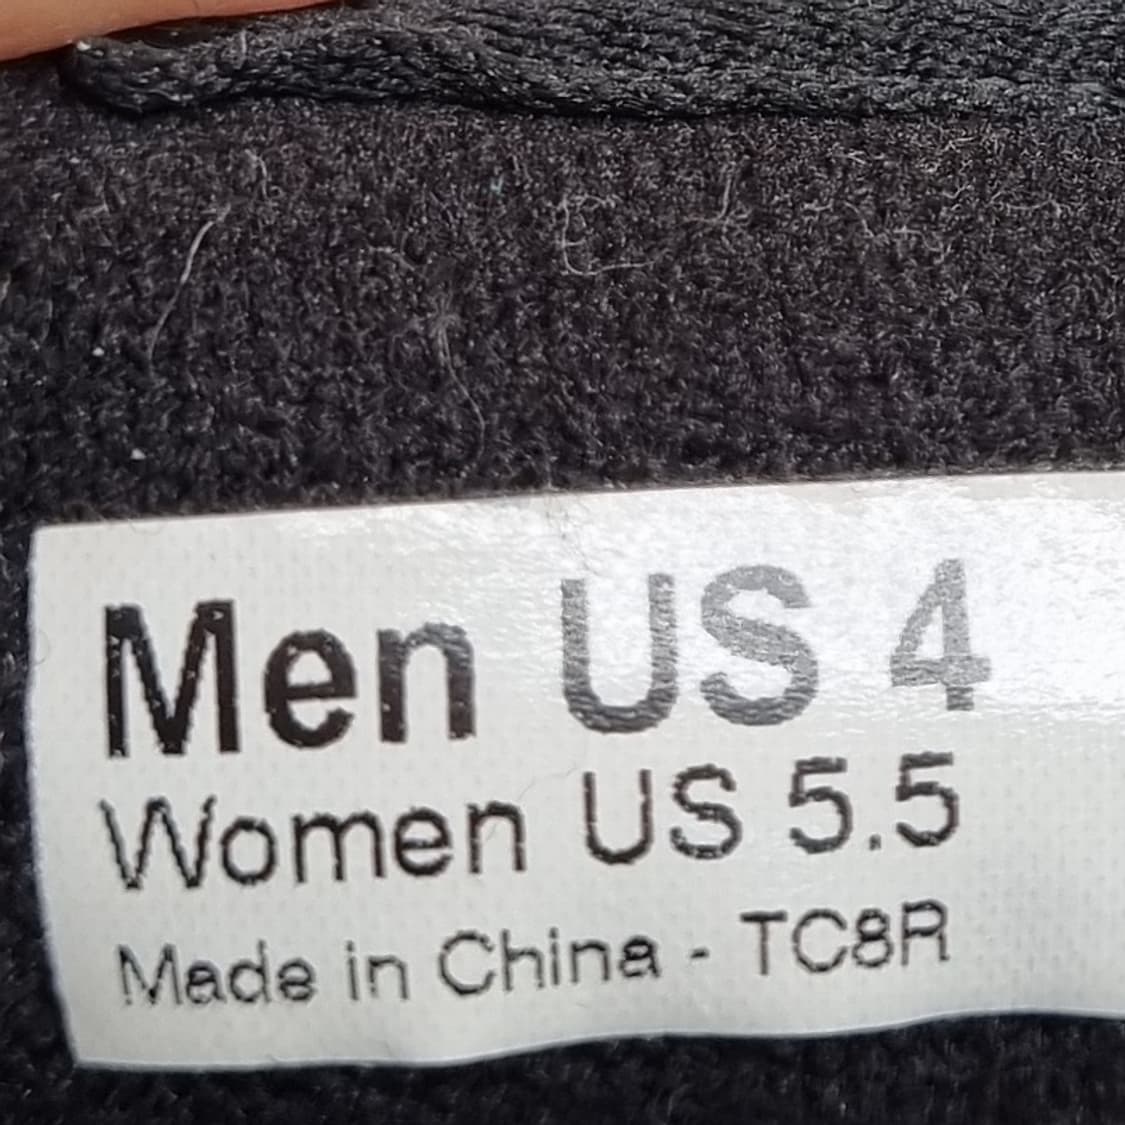 Men US 4
Women US 5.5
Made in China - TC8R